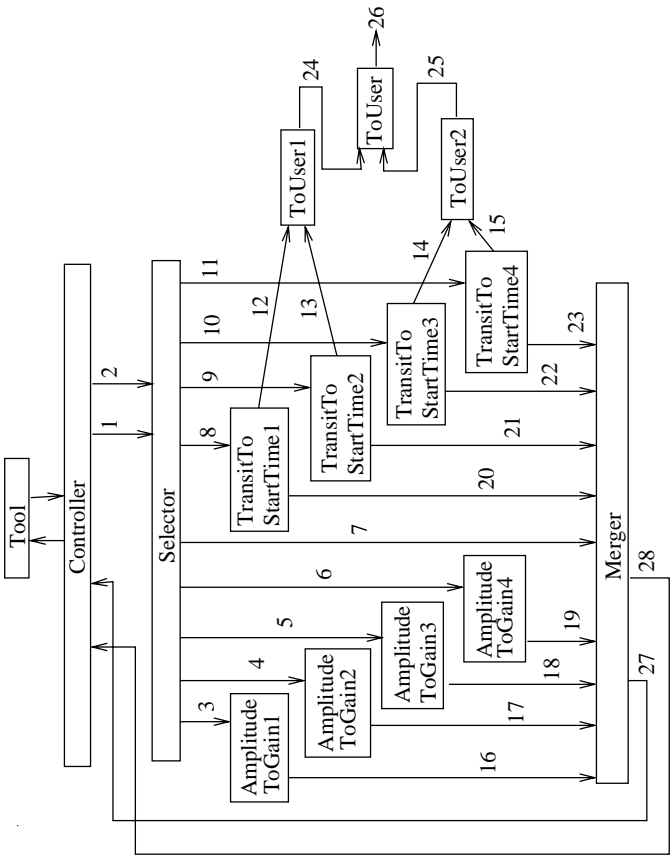 Tool
Controller
1
2
Selector
3
4
5
6
7
8
9
10
11
Amplitude
ToGain1
Amplitude
ToGain2
Amplitude
ToGain3
Amplitude
ToGain4
TransitTo
StartTime1
TransitTo
StartTime2
TransitTo
StartTime3
TransitTo
StartTime4
12
13
14
15
ToUser1
ToUser2
24
25
ToUser
26
16
17
18
19
20
21
22
23
Merger
27
28